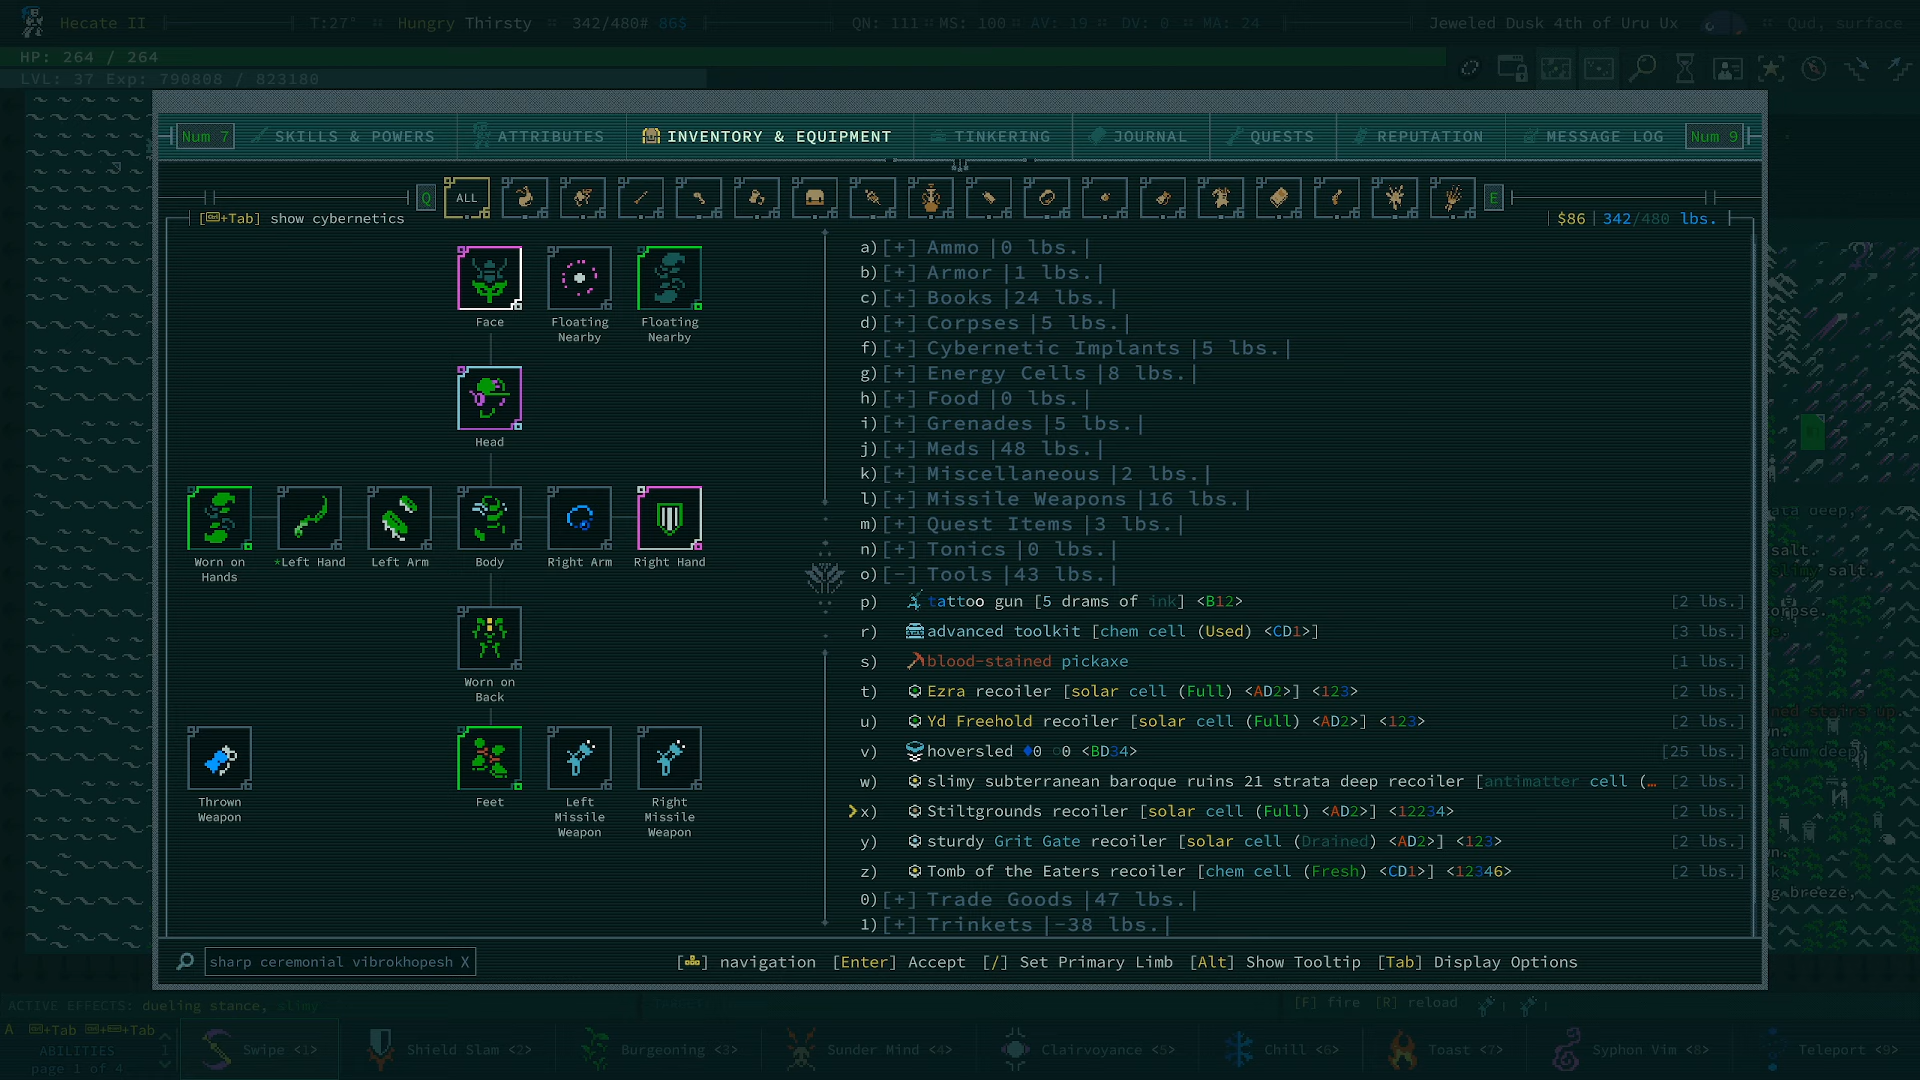 Hecate II T:27° Hungry Thirsty 342/480# 86$ QN: 111 MS: 100 AV: 19 DV: 0 MA: 24 Jeweled Dusk 4th of Uru Ux Qud, surface
HP: 264 / 264
LVL: 37 Exp: 790808 / 823180
Num 7 SKILLS & POWERS ATTRIBUTES INVENTORY & EQUIPMENT TINKERING JOURNAL QUESTS REPUTATION MESSAGE LOG Num 9
Q ALL E
[+Tab] show cybernetics
$86 | 342/480 lbs.
Face
Floating Nearby
Floating Nearby
Head
Worn on Hands
*Left Hand
Left Arm
Body
Right Arm
Right Hand
Worn on Back
Thrown Weapon
Feet
Left Missile Weapon
Right Missile Weapon
a) [+] Ammo |0 lbs.|
b) [+] Armor |1 lbs.|
c) [+] Books |24 lbs.|
d) [+] Corpses |5 lbs.|
f) [+] Cybernetic Implants |5 lbs.|
g) [+] Energy Cells |8 lbs.|
h) [+] Food |0 lbs.|
i) [+] Grenades |5 lbs.|
j) [+] Meds |48 lbs.|
k) [+] Miscellaneous |2 lbs.|
l) [+] Missile Weapons |16 lbs.|
m) [+] Quest Items |3 lbs.|
n) [+] Tonics |0 lbs.|
o) [-] Tools |43 lbs.|
p) tattoo gun [5 drams of ink] <B12> [2 lbs.]
r) advanced toolkit [chem cell (Used) <CD1>] [3 lbs.]
s) blood-stained pickaxe [1 lbs.]
t) Ezra recoiler [solar cell (Full) <AD2>] <123> [2 lbs.]
u) Yd Freehold recoiler [solar cell (Full) <AD2>] <123> [2 lbs.]
v) hoversled ♦0 0 <BD34> [25 lbs.]
w) slimy subterranean baroque ruins 21 strata deep recoiler [antimatter cell (… [2 lbs.]
x) Stiltgrounds recoiler [solar cell (Full) <AD2>] <12234> [2 lbs.]
y) sturdy Grit Gate recoiler [solar cell (Drained) <AD2>] <123> [2 lbs.]
z) Tomb of the Eaters recoiler [chem cell (Fresh) <CD1>] <12346> [2 lbs.]
0) [+] Trade Goods |47 lbs.|
1) [+] Trinkets |-38 lbs.|
sharp ceremonial vibrokhopesh X
navigation [Enter] Accept [/] Set Primary Limb [Alt] Show Tooltip [Tab] Display Options
ACTIVE EFFECTS: dueling stance, slimy
[F] fire [R] reload
A +Tab ++Tab
ABILITIES 1
page 1 of 4
Swipe <1> Shield Slam <2> Burgeoning <3> Sunder Mind <4> Clairvoyance <5> Chill <6> Toast <7> Syphon Vim <8> Teleport <9>